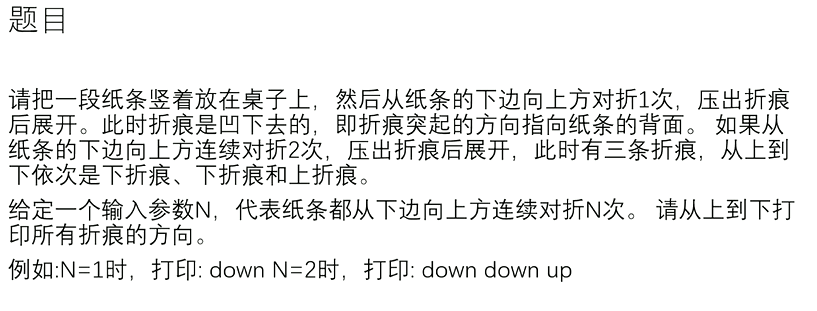 题目
请把一段纸条竖着放在桌子上，然后从纸条的下边向上方对折1次，压出折痕
后展开。此时折痕是凹下去的，即折痕突起的方向指向纸条的背面。 如果从
纸条的下边向上方连续对折2次，压出折痕后展开，此时有三条折痕，从上到
下依次是下折痕、下折痕和上折痕。
给定一个输入参数N，代表纸条都从下边向上方连续对折N次。 请从上到下打
印所有折痕的方向。
例如:N=1时，打印: down N=2时，打印: down down up